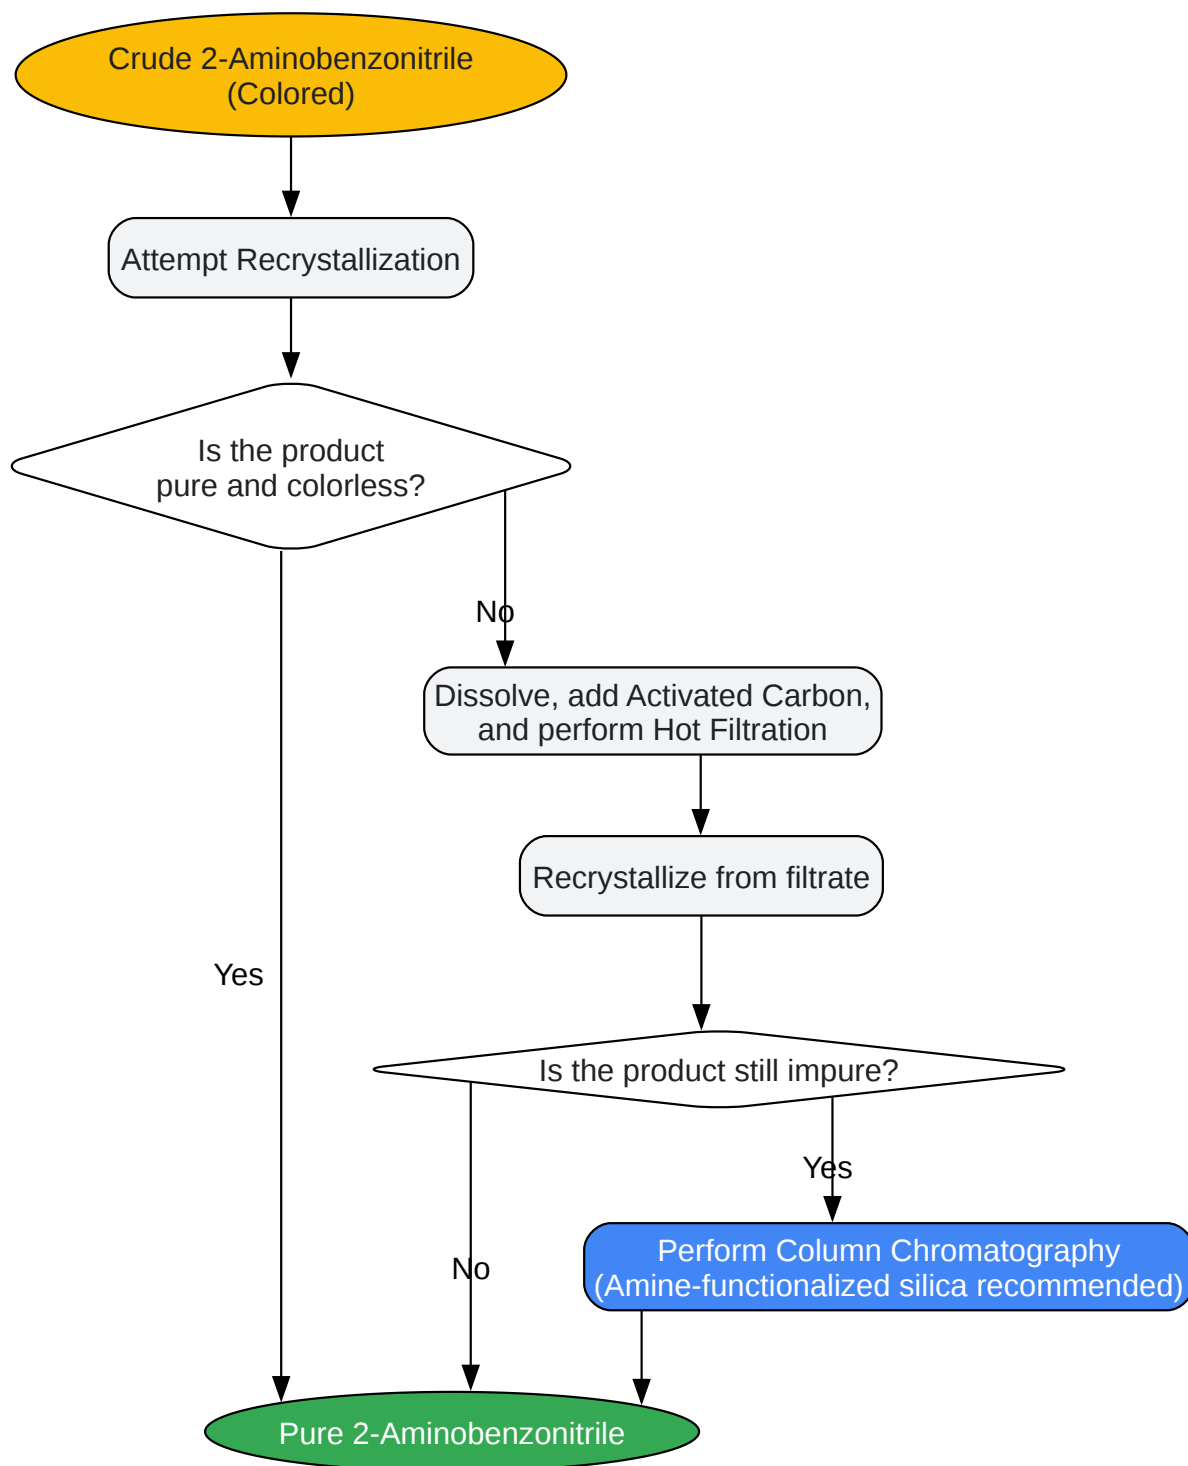 Crude 2-Aminobenzonitrile
(Colored)
Attempt Recrystallization
Is the product
pure and colorless?
No
Dissolve, add Activated Carbon,
and perform Hot Filtration
Recrystallize from filtrate
Yes
Is the product still impure?
Yes
Perform Column Chromatography
(Amine-functionalized silica recommended)
No
Pure 2-Aminobenzonitrile